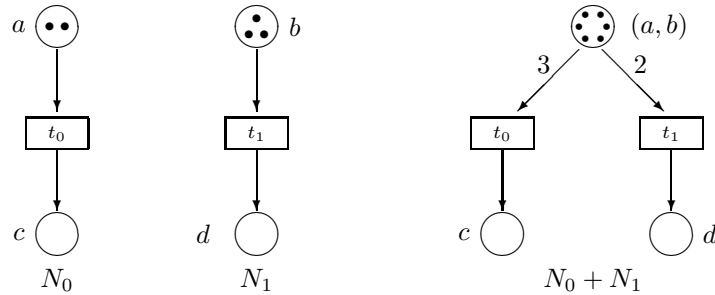 a b (a, b)
3 2
t₀ t₁ t₀ t₁
c d c d
N₀ N₁ N₀ + N₁